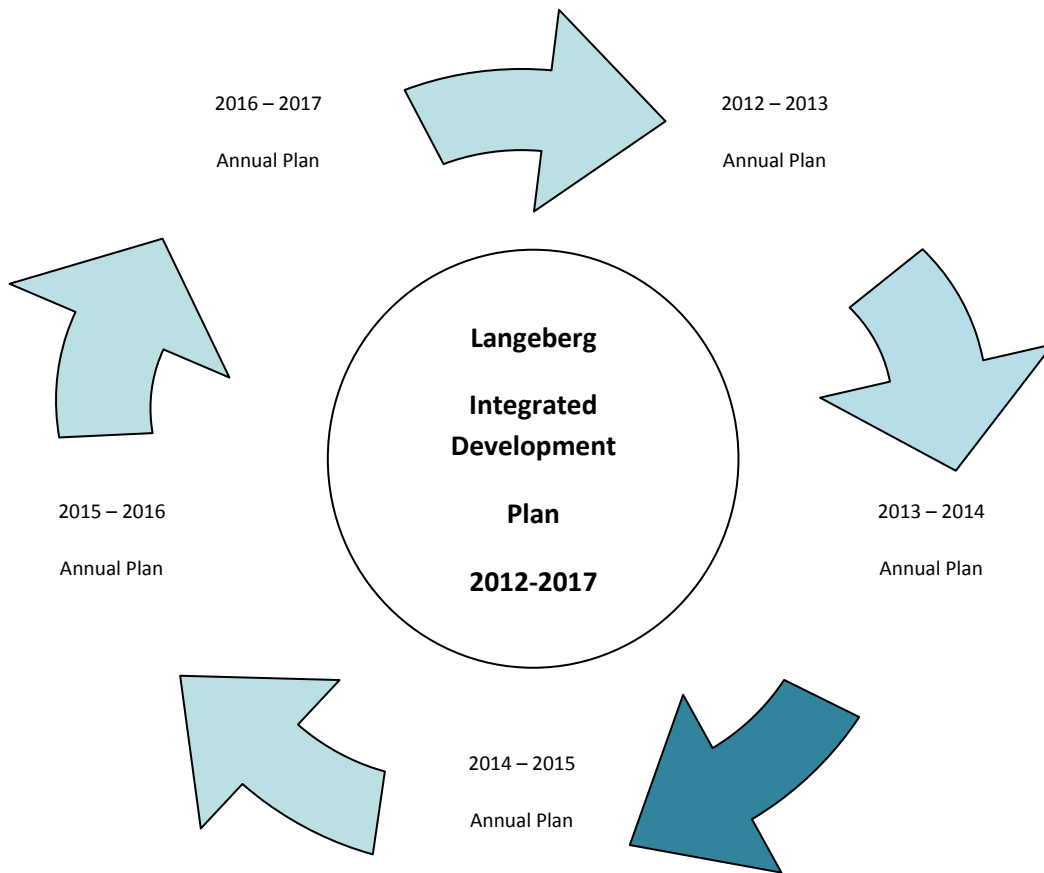 2016 – 2017
Annual Plan
2012 – 2013
Annual Plan
Langeberg
Integrated
Development
Plan
2012-2017
2015 – 2016
Annual Plan
2013 – 2014
Annual Plan
2014 – 2015
Annual Plan